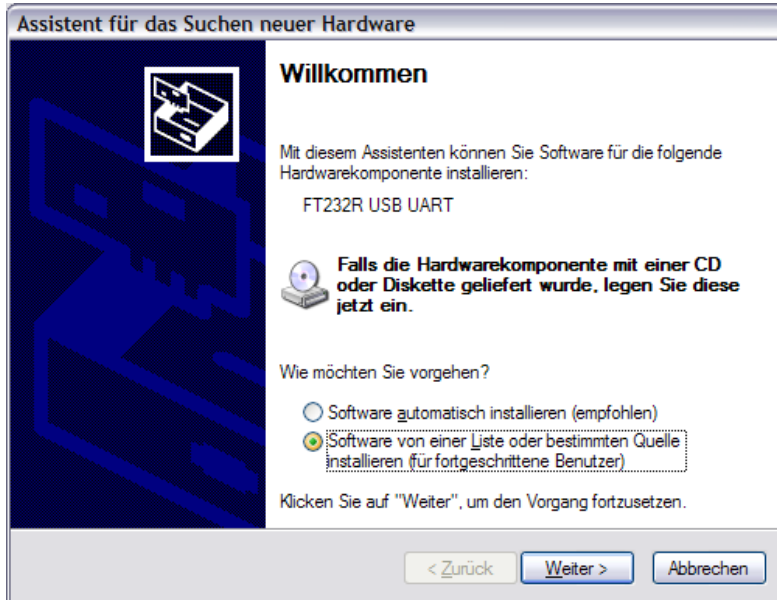 Assistent für das Suchen neuer Hardware
Willkommen
Mit diesem Assistenten können Sie Software für die folgende
Hardwarekomponente installieren:
FT232R USB UART
Falls die Hardwarekomponente mit einer CD
oder Diskette geliefert wurde, legen Sie diese
jetzt ein.
Wie möchten Sie vorgehen?
Software automatisch installieren (empfohlen)
Software von einer Liste oder bestimmten Quelle
installieren (für fortgeschrittene Benutzer)
Klicken Sie auf "Weiter", um den Vorgang fortzusetzen.
< Zurück Weiter > Abbrechen